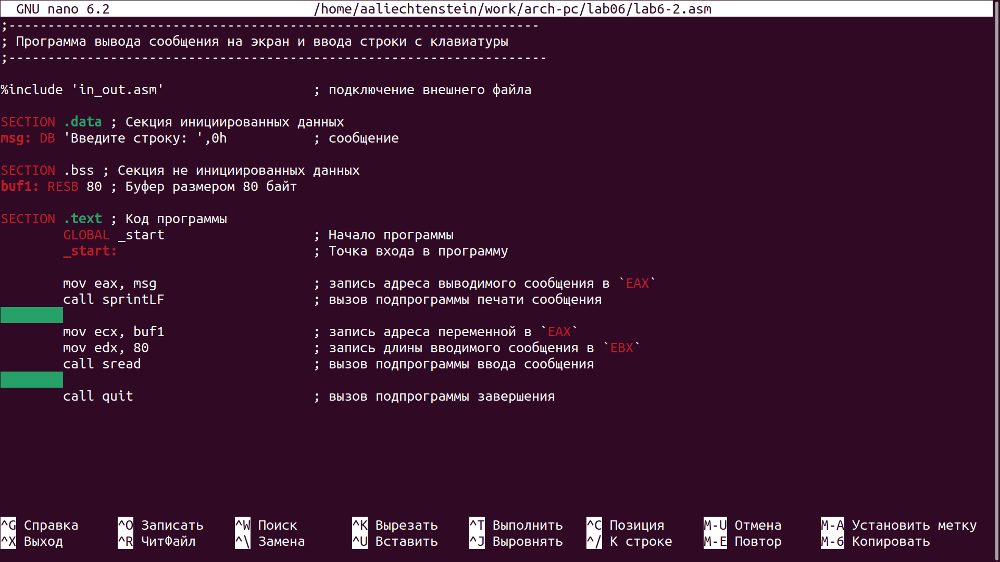 GNU nano 6.2 /home/aaliechtenstein/work/arch-pc/lab06/lab6-2.asm
;--------------------------------------------------------------------
; Программа вывода сообщения на экран и ввода строки с клавиатуры
;---------------------------------------------------------------------
%include 'in_out.asm' ; подключение внешнего файла
SECTION .data ; Секция инициированных данных
msg: DB 'Введите строку: ',0h ; сообщение
SECTION .bss ; Секция не инициированных данных
buf1: RESB 80 ; Буфер размером 80 байт
SECTION .text ; Код программы
GLOBAL _start ; Начало программы
_start: ; Точка входа в программу
mov eax, msg ; запись адреса выводимого сообщения в `EAX`
call sprintLF ; вызов подпрограммы печати сообщения
mov ecx, buf1 ; запись адреса переменной в `EAX`
mov edx, 80 ; запись длины вводимого сообщения в `EBX`
call sread ; вызов подпрограммы ввода сообщения
call quit ; вызов подпрограммы завершения
^G Справка ^O Записать ^W Поиск ^K Вырезать ^T Выполнить ^C Позиция M-U Отмена M-A Установить метку
^X Выход ^R ЧитФайл ^\ Замена ^U Вставить ^J Выровнять ^/ К строке M-E Повтор M-6 Копировать